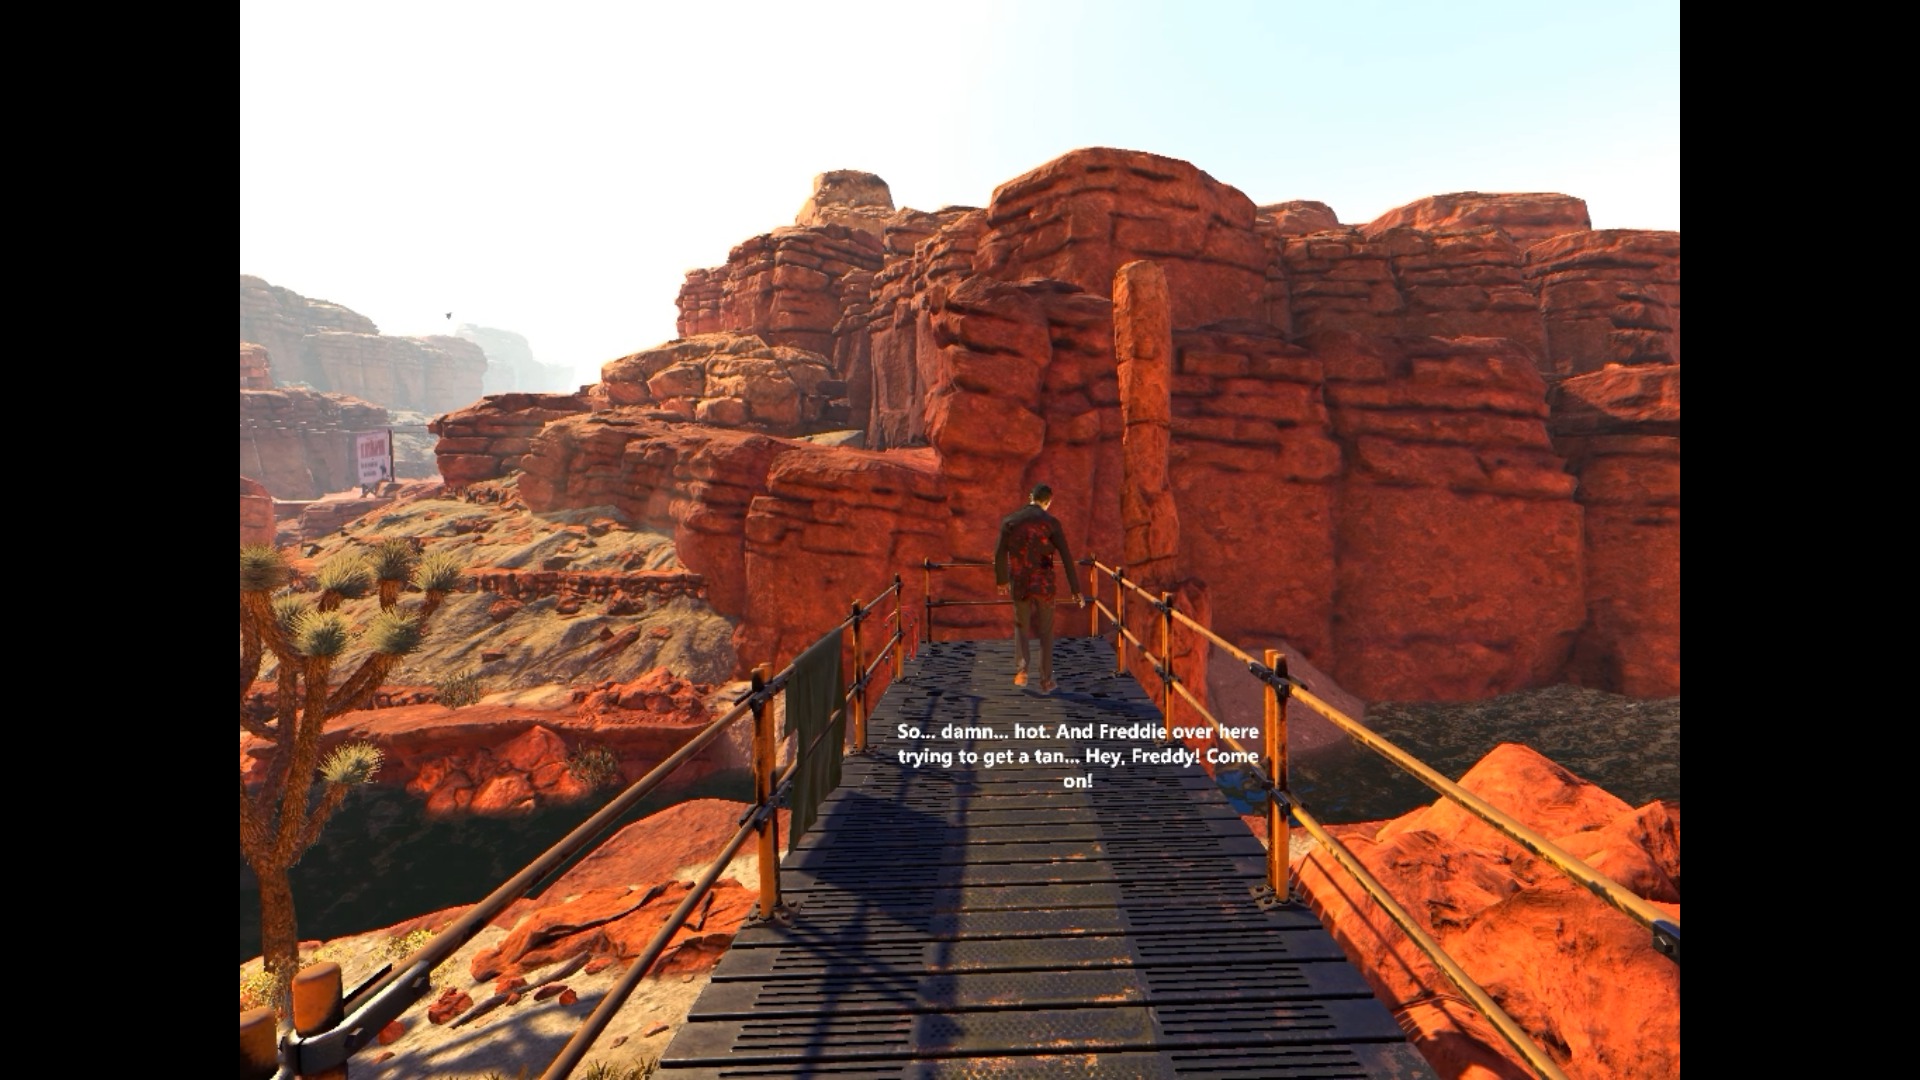 So... damn... hot. And Freddie over here
trying to get a tan... Hey, Freddy! Come
on!